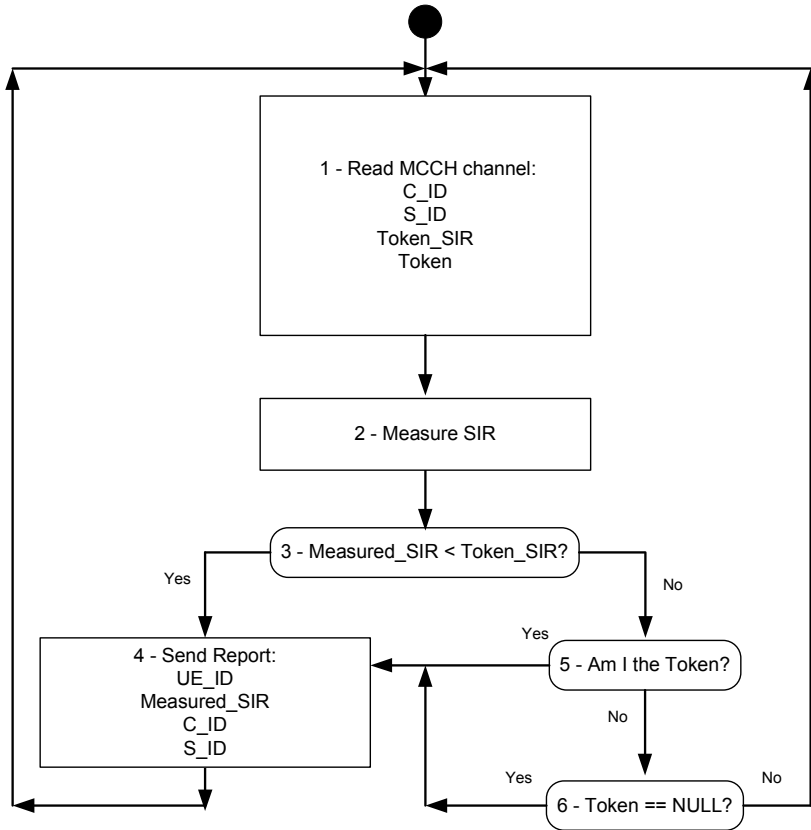 1 - Read MCCH channel:
C_ID
S_ID
Token_SIR
Token
2 - Measure SIR
3 - Measured_SIR < Token_SIR?
Yes
No
4 - Send Report:
UE_ID
Measured_SIR
C_ID
S_ID
Yes
5 - Am I the Token?
No
Yes
6 - Token == NULL?
No